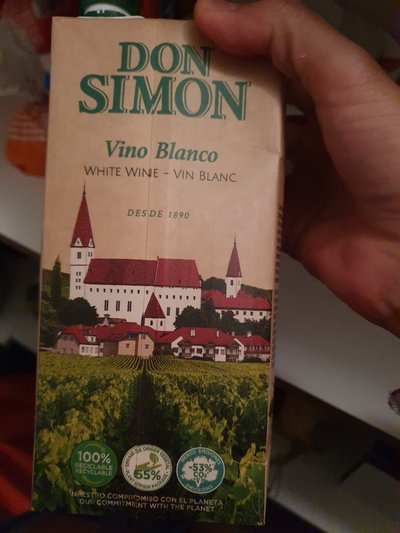 DON
SIMON
Vino Blanco
WHITE WINE - VIN BLANC
DESDE 1890
100%
RECICLABLE
RECYCLABLE
65%
-53%
CO2
NUESTRO COMPROMISO CON EL PLANETA
OUR COMMITMENT WITH THE PLANET